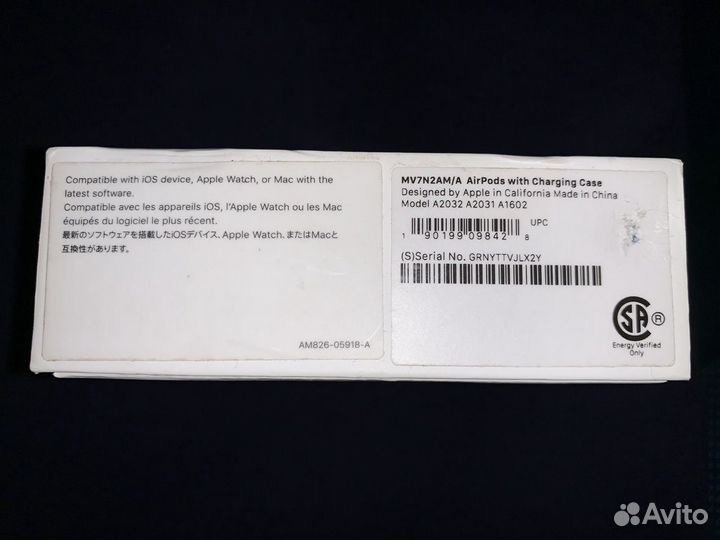 Compatible with iOS device, Apple Watch, or Mac with the
latest software.
Compatible avec les appareils iOS, l'Apple Watch ou les Mac
équipés du logiciel le plus récent.
最新のソフトウェアを搭載したiOSデバイス、Apple Watch、またはMacと
互換性があります。
AM826-05918-A
MV7N2AM/A AirPods with Charging Case
Designed by Apple in California Made in China
Model A2032 A2031 A1602
UPC
1 90199 09842 8
(S)Serial No. GRNYTTVJLX2Y
CSA ®
Energy Verified
Only
Avito